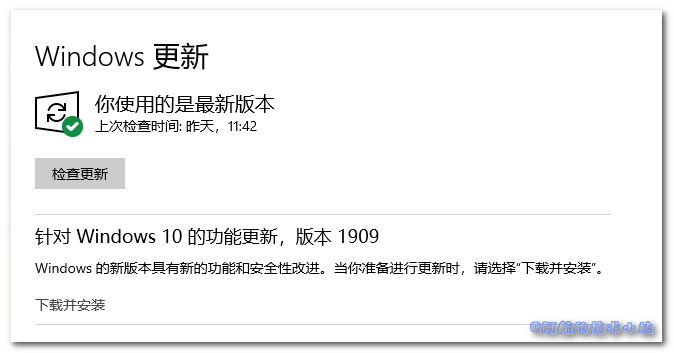 Windows 更新
你使用的是最新版本
上次检查时间: 昨天，11:42
检查更新
针对 Windows 10 的功能更新，版本 1909
Windows 的新版本具有新的功能和安全性改进。当你准备进行更新时，请选择"下载并安装"。
下载并安装